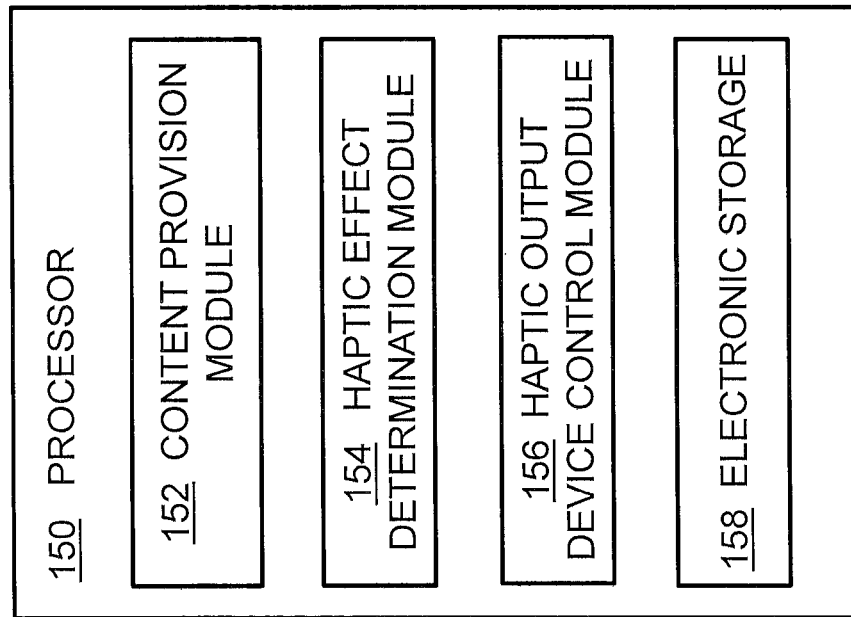 150 PROCESSOR
152 CONTENT PROVISION
MODULE
154 HAPTIC EFFECT
DETERMINATION MODULE
156 HAPTIC OUTPUT
DEVICE CONTROL MODULE
158 ELECTRONIC STORAGE